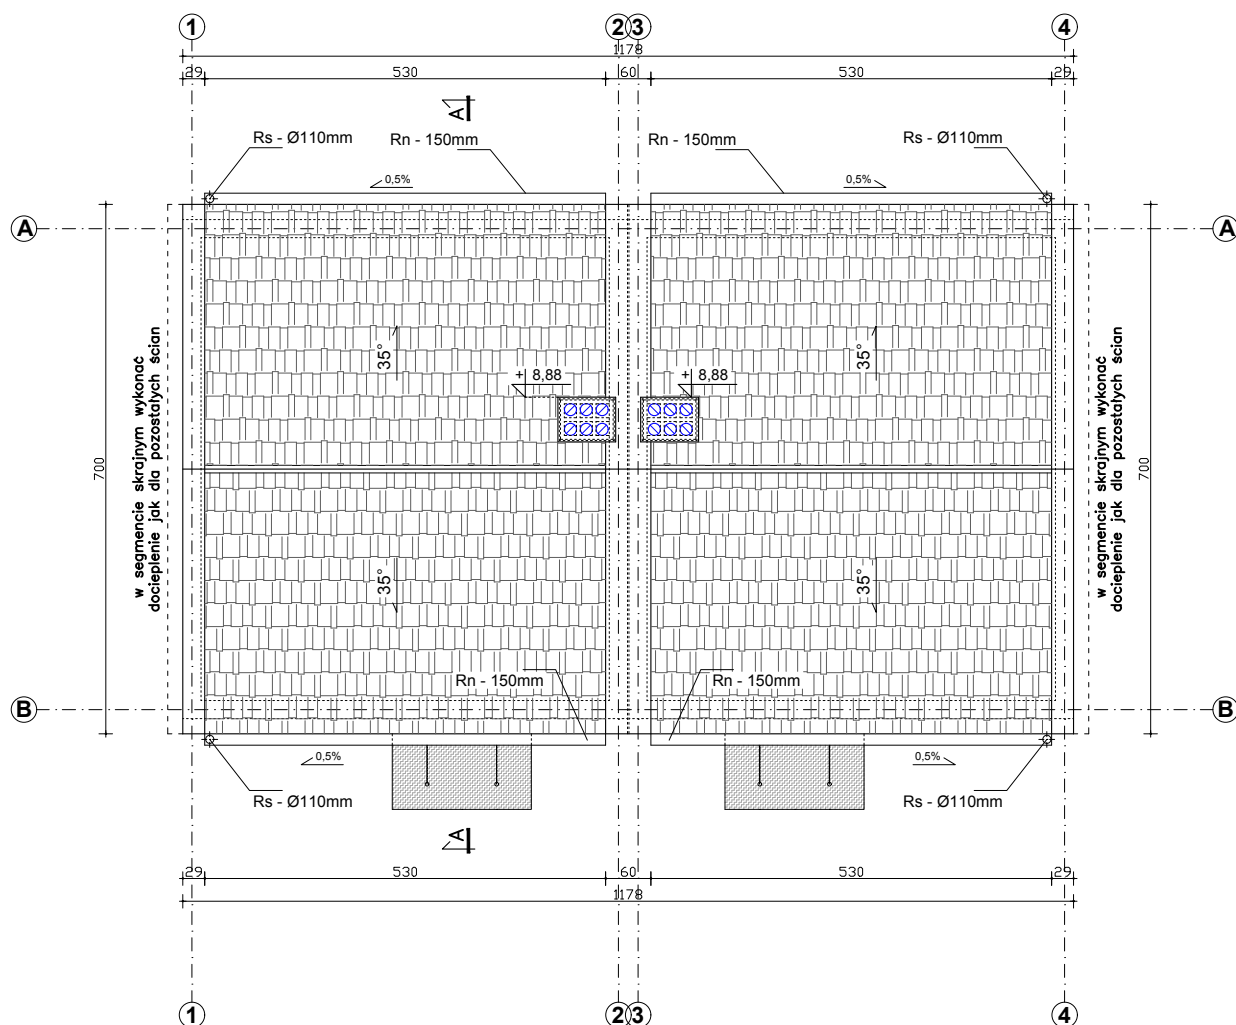 1
2
3
4
1178
29
530
60
530
29
A
Rs - Ø110mm
Rn - 150mm
Rn - 150mm
Rs - Ø110mm
0,5%
0,5%
A
A
35°
35°
+ 8,88
+ 8,88
w segmencie skrajnym wykonać
docieplenie jak dla pozostałych ścian
700
w segmencie skrajnym wykonać
docieplenie jak dla pozostałych ścian
700
35°
35°
Rn - 150mm
Rn - 150mm
B
B
0,5%
0,5%
Rs - Ø110mm
Rs - Ø110mm
A
29
530
60
530
29
1178
1
2
3
4